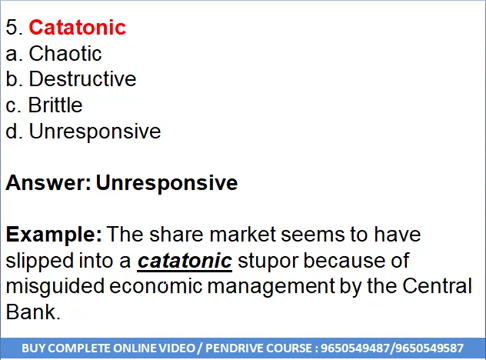 5. Catatonic
a. Chaotic
b. Destructive
c. Brittle
d. Unresponsive
Answer: Unresponsive
Example: The share market seems to have
slipped into a catatonic stupor because of
misguided economic management by the Central
Bank.
BUY COMPLETE ONLINE VIDEO / PENDRIVE COURSE : 9650549487/9650549587